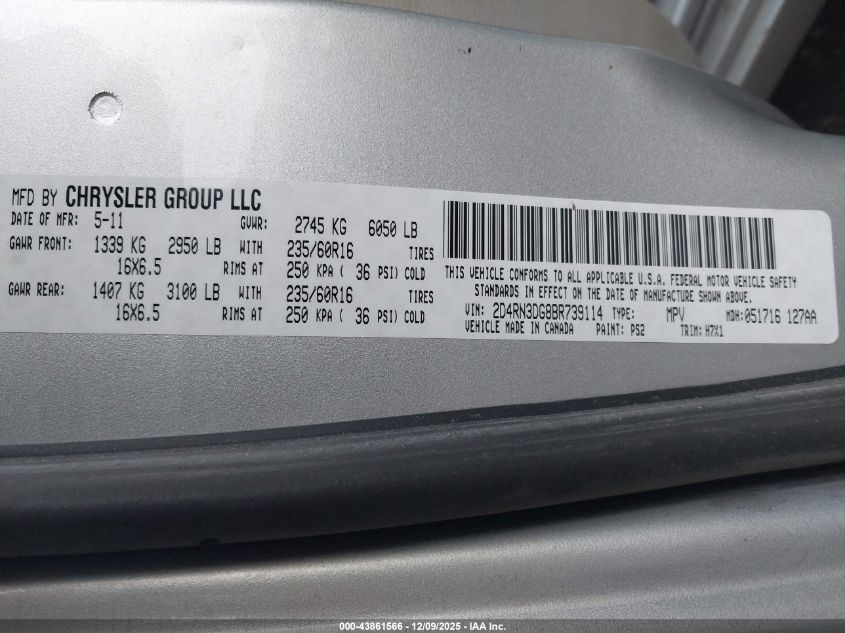 MFD BY CHRYSLER GROUP LLC
DATE OF MFR: 5-11 GVWR: 2745 KG 6050 LB
GAWR FRONT: 1339 KG 2950 LB WITH 235/60R16 TIRES
16X6.5 RIMS AT 250 KPA ( 36 PSI) COLD
GAWR REAR: 1407 KG 3100 LB WITH 235/60R16 TIRES
16X6.5 RIMS AT 250 KPA ( 36 PSI) COLD
THIS VEHICLE CONFORMS TO ALL APPLICABLE U.S.A. FEDERAL MOTOR VEHICLE SAFETY
STANDARDS IN EFFECT ON THE DATE OF MANUFACTURE SHOWN ABOVE.
VIN: 2D4RN3DG8BR739114 TYPE: MPV MDH: 051716 127AA
VEHICLE MADE IN CANADA PAINT: PS2 TRIM: H7X1
000-43861566 - 12/09/2025 - IAA Inc.